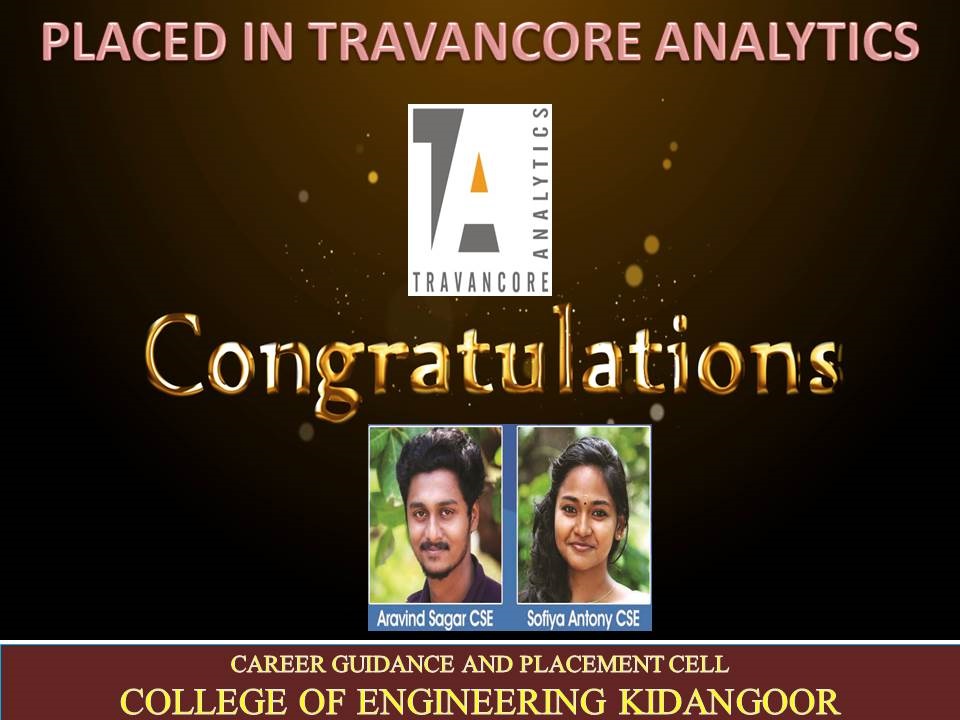 PLACED IN TRAVANCORE ANALYTICS
TA
ANALYTICS
TRAVANCORE
Congratulations
Aravind Sagar CSE
Sofiya Antony CSE
CAREER GUIDANCE AND PLACEMENT CELL
COLLEGE OF ENGINEERING KIDANGOOR